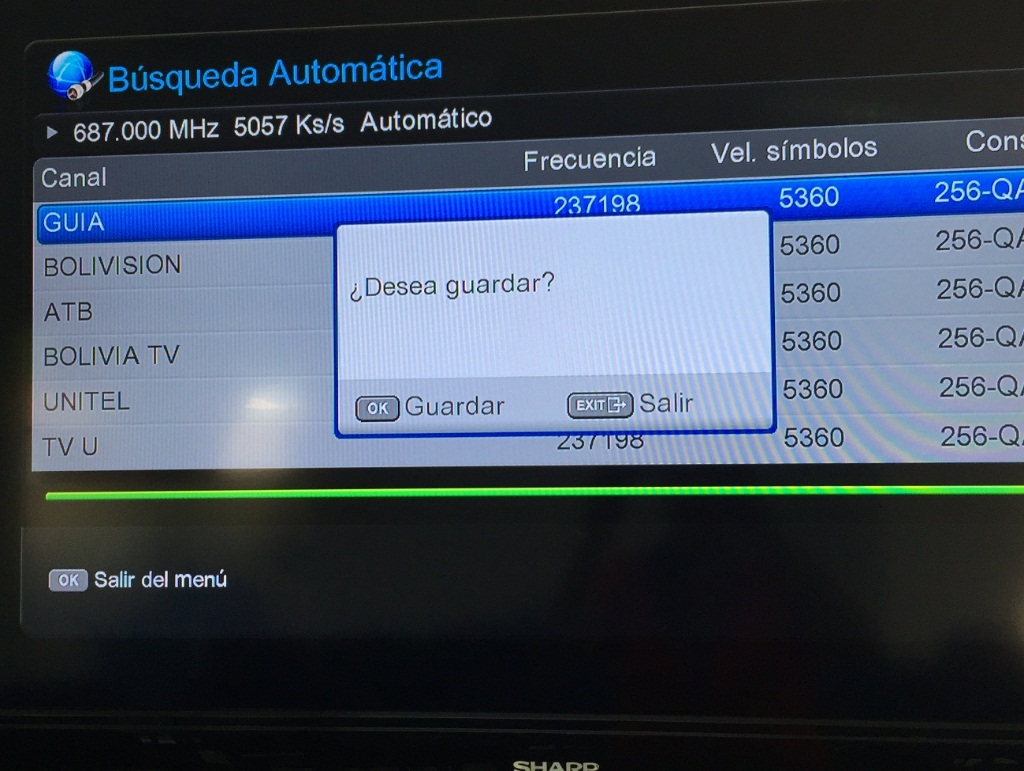 Búsqueda Automática
687.000 MHz 5057 Ks/s Automático
Canal Frecuencia Vel. símbolos Cons
GUIA 237198 5360 256-QA
BOLIVISION 5360 256-QA
ATB 5360 256-QA
BOLIVIA TV 5360 256-QA
UNITEL 5360 256-QA
TV U 237198 5360 256-QA
¿Desea guardar?
OK Guardar EXIT Salir
OK Salir del menú
SHARP